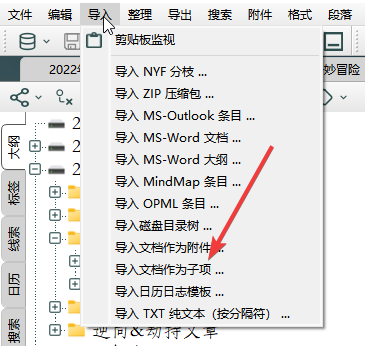 文件 编辑 导入 整理 导出 搜索 附件 格式 段落
剪贴板监视
2022
妙冒险
导入 NYF 分枝 ...
导入 ZIP 压缩包 ...
导入 MS-Outlook 条目 ...
导入 MS-Word 文档 ...
导入 MS-Word 大纲 ...
导入 MindMap 条目 ...
导入 OPML 条目 ...
导入磁盘目录树 ...
导入文档作为附件 ...
导入文档作为子项 ...
导入日历日志模板 ...
导入 TXT 纯文本（按分隔符） ...
大纲
标签
线索
日历
搜索
2
2
2
逆向&劫持文章